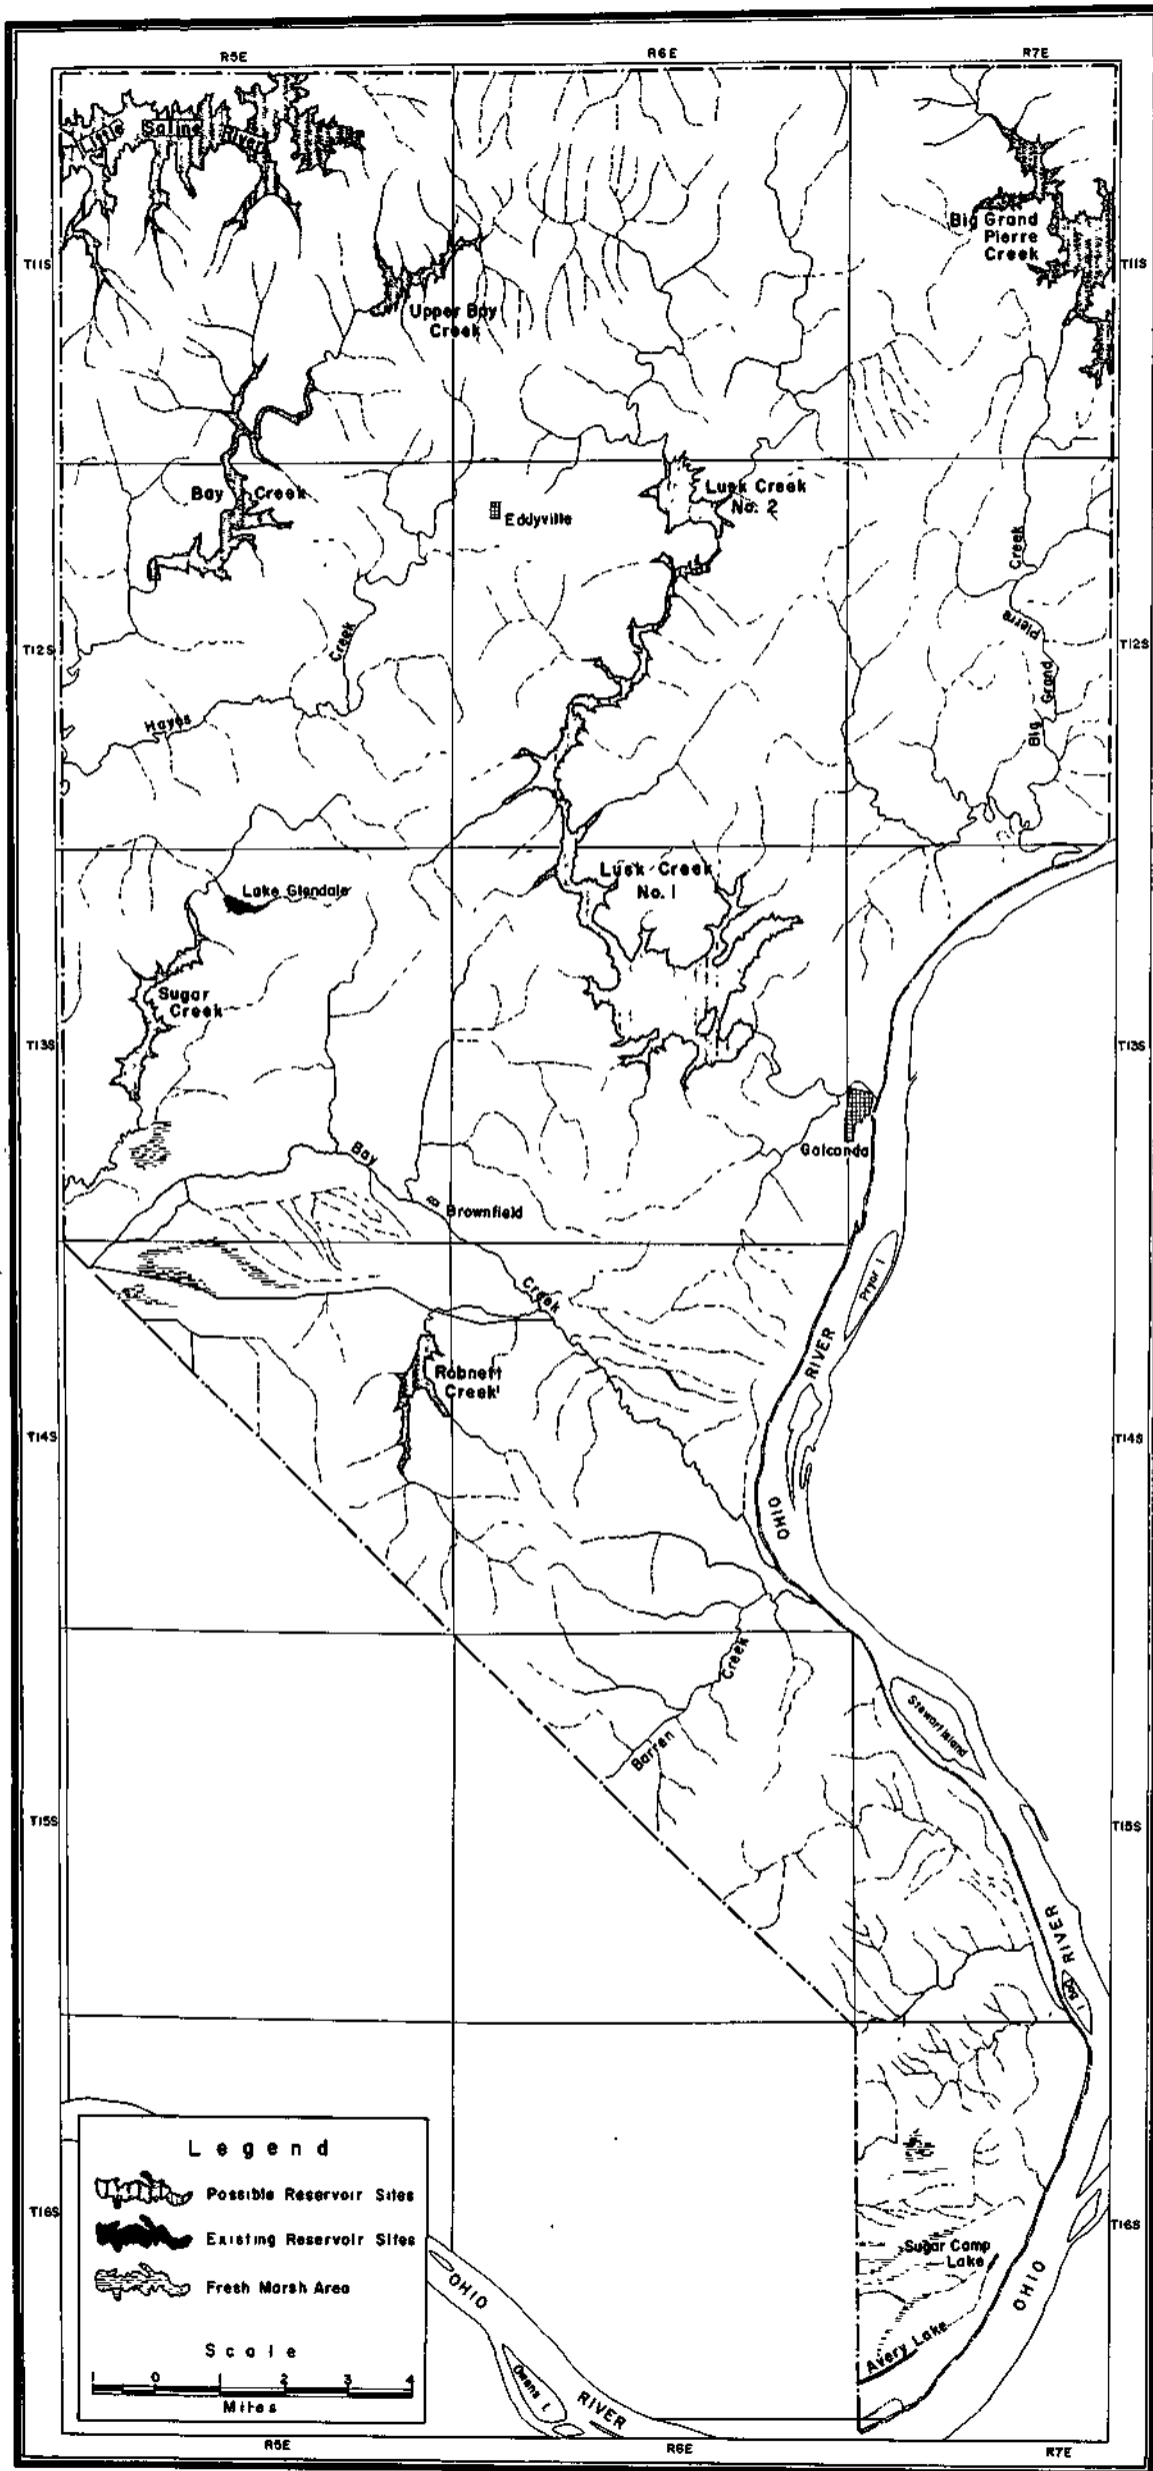 R5E
R6E
R7E
Little Saline River
Big Grand
Pierre
Creek
T11S
T11S
Upper Bay
Creek
Bay Creek
Lusk Creek
No. 2
Eddyville
Creek
Pierre
T12S
T12S
Creek
Grand
Hayes
Big
Lusk Creek
No. 1
Lake Glendale
Sugar
Creek
T13S
T13S
Golconda
Bay
Brownfield
Creek
Pryor I
RIVER
Robnett
Creek
T14S
T14S
OHIO
Creek
Stewart Island
Barren
T15S
T15S
RIVER
Legend
Possible Reservoir Sites
T16S
T16S
Existing Reservoir Sites
Sugar Camp
Lake
Fresh Marsh Area
OHIO
OHIO
Scale
Avery Lake
0 1 2 3 4
Miles
Owens I
RIVER
R5E
R6E
R7E